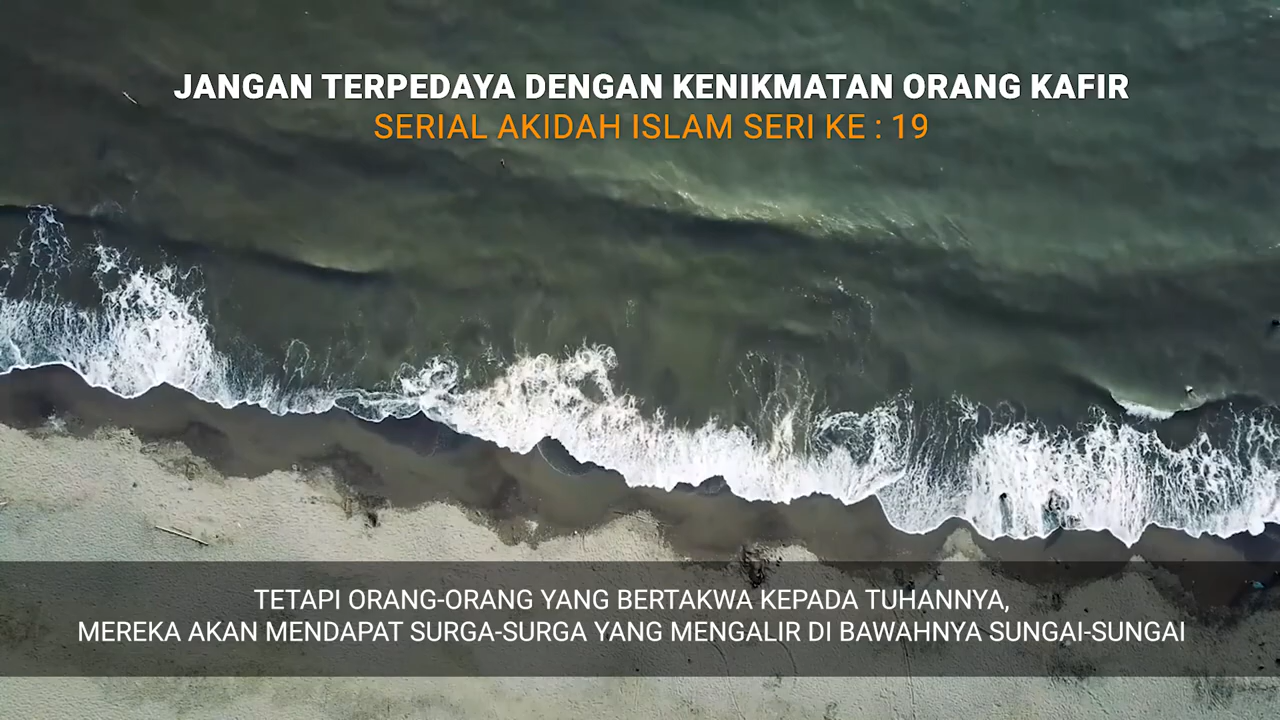 JANGAN TERPEDAYA DENGAN KENIKMATAN ORANG KAFIR
SERIAL AKIDAH ISLAM SERI KE : 19
TETAPI ORANG-ORANG YANG BERTAKWA KEPADA TUHANNYA,
MEREKA AKAN MENDAPAT SURGA-SURGA YANG MENGALIR DI BAWAHNYA SUNGAI-SUNGAI